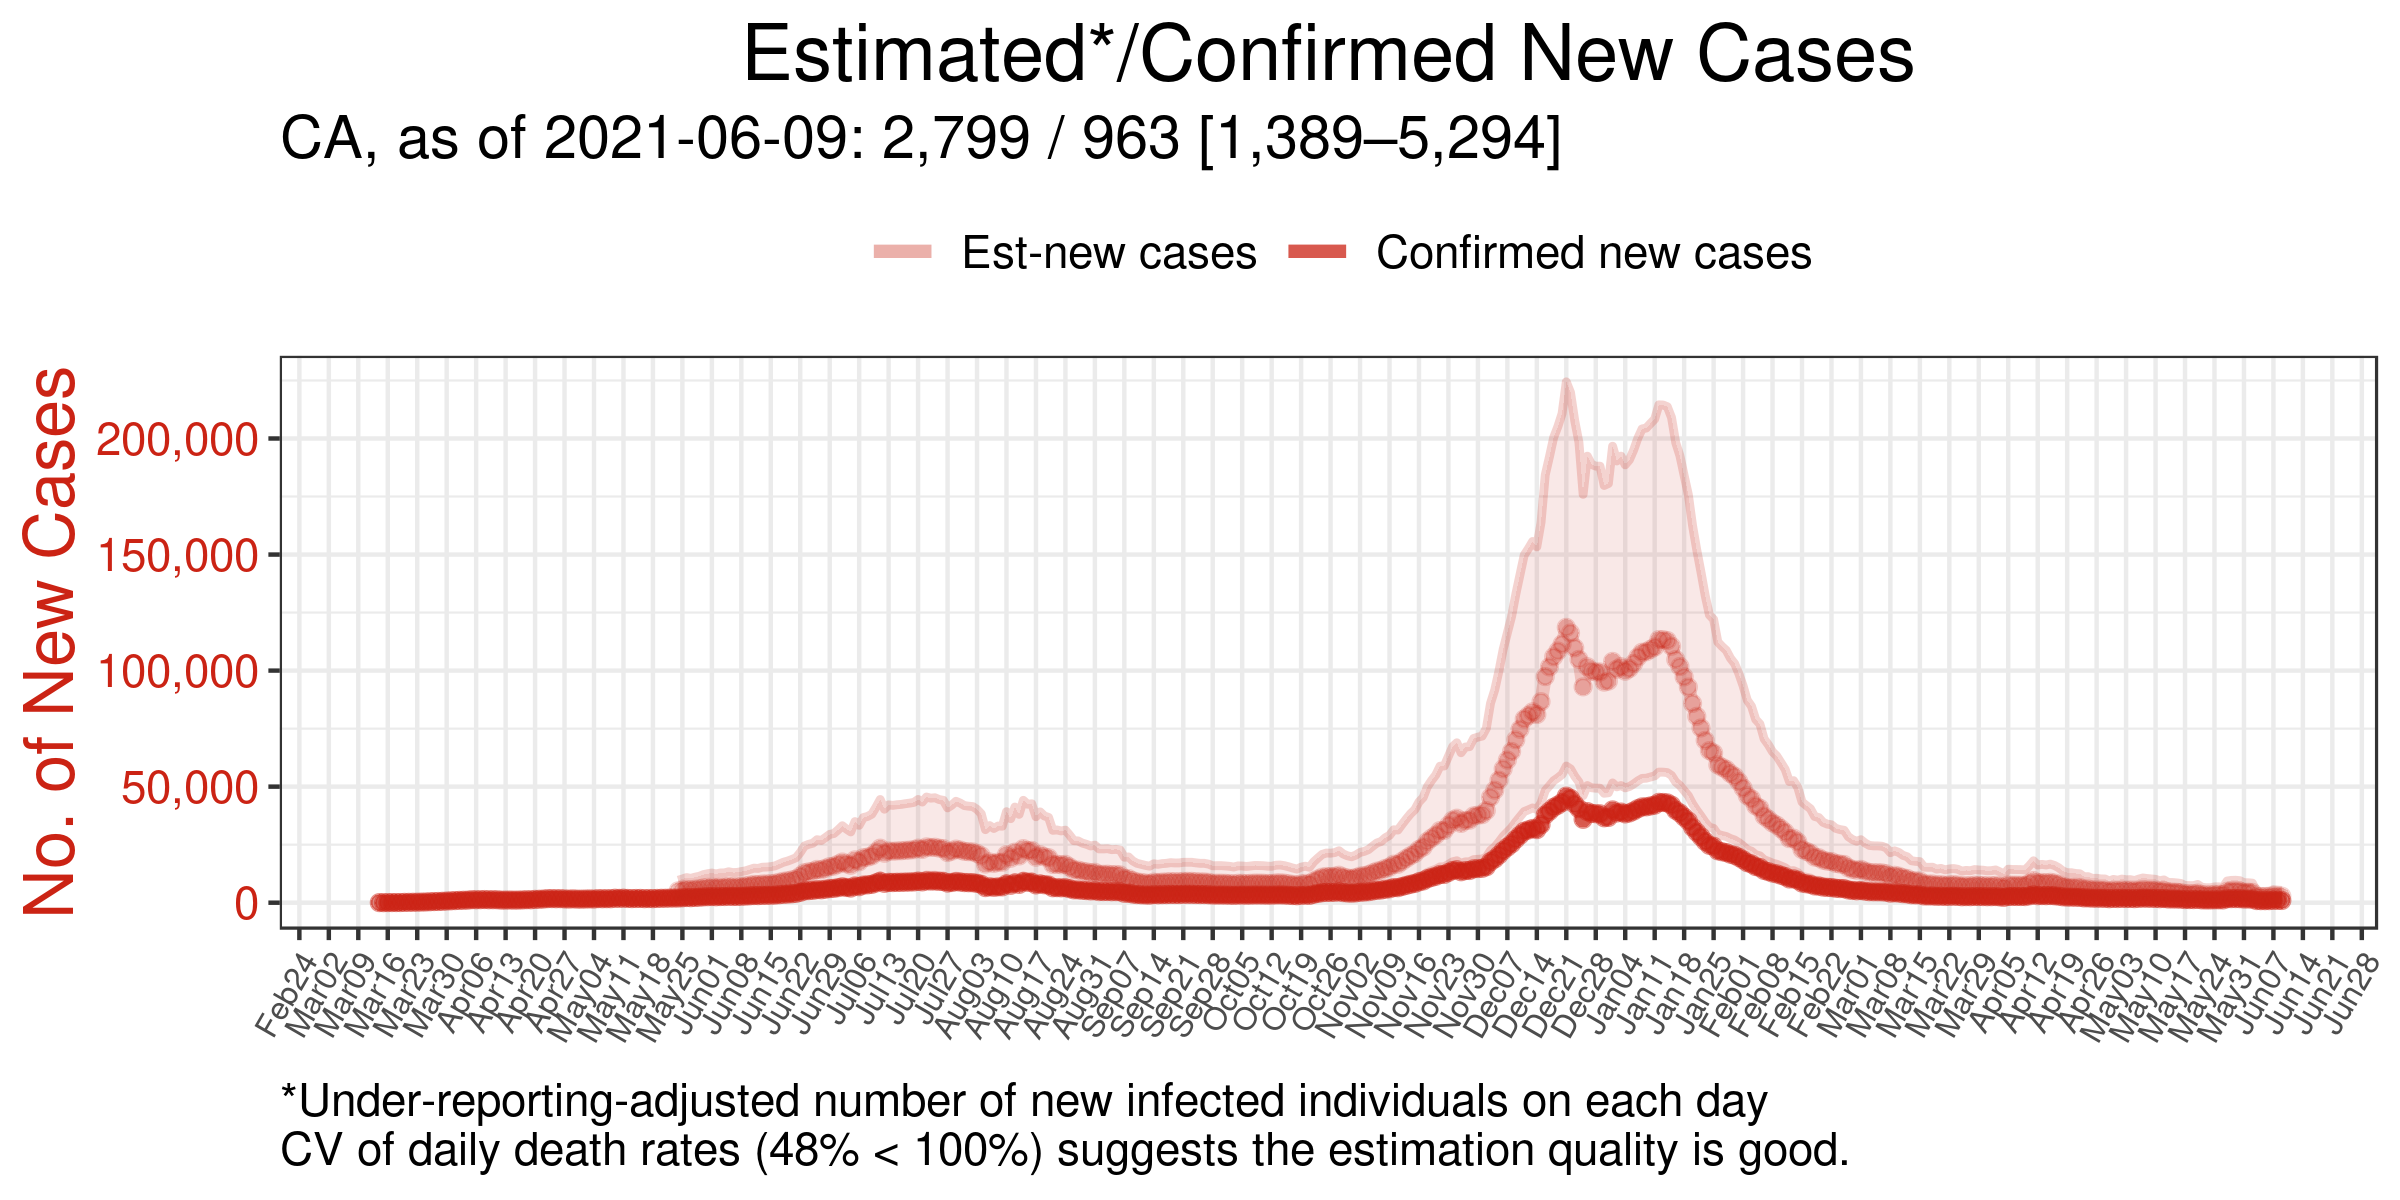 Estimated*/Confirmed New Cases
CA, as of 2021-06-09: 2,799 / 963 [1,389–5,294]
Est-new cases Confirmed new cases
No. of New Cases
200,000
150,000
100,000
50,000
0
Feb24 Mar02 Mar09 Mar16 Mar23 Mar30 Apr06 Apr13 Apr20 Apr27 May04 May11 May18 May25 Jun01 Jun08 Jun15 Jun22 Jun29 Jul06 Jul13 Jul20 Jul27 Aug03 Aug10 Aug17 Aug24 Aug31 Sep07 Sep14 Sep21 Sep28 Oct05 Oct12 Oct19 Oct26 Nov02 Nov09 Nov16 Nov23 Nov30 Dec07 Dec14 Dec21 Dec28 Jan04 Jan11 Jan18 Jan25 Feb01 Feb08 Feb15 Feb22 Mar01 Mar08 Mar15 Mar22 Mar29 Apr05 Apr12 Apr19 Apr26 May03 May10 May17 May24 May31 Jun07 Jun14 Jun21 Jun28
*Under-reporting-adjusted number of new infected individuals on each day
CV of daily death rates (48% < 100%) suggests the estimation quality is good.